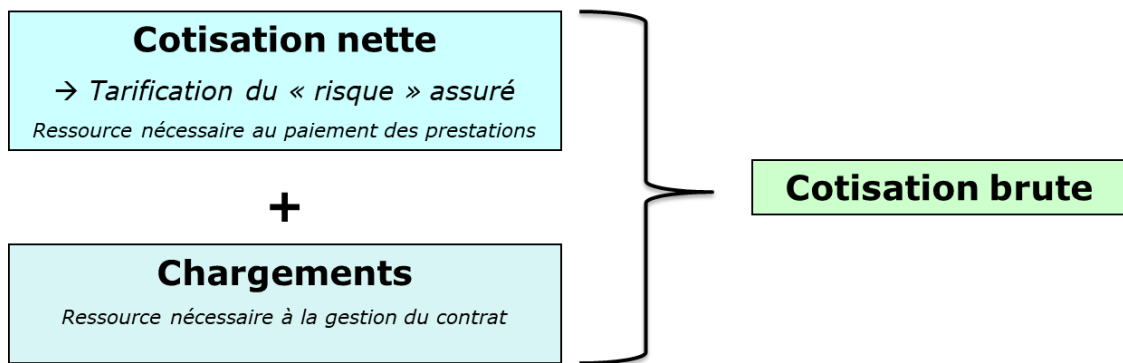 Cotisation nette
→ Tarification du « risque » assuré
Ressource nécessaire au paiement des prestations
+
Chargements
Ressource nécessaire à la gestion du contrat
Cotisation brute